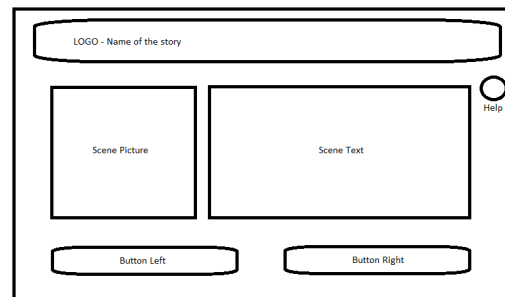 LOGO - Name of the story
Help
Scene Picture
Scene Text
Button Left
Button Right